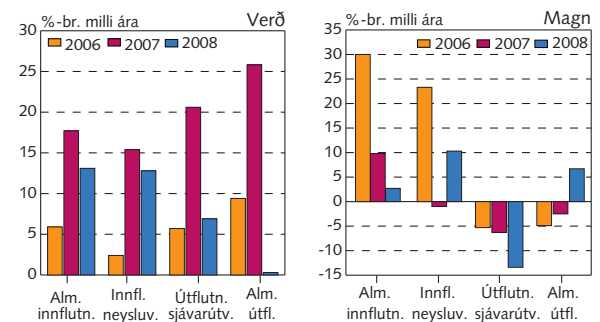 %-br. milli ára Verð
2006 2007 2008
30
25
20
15
10
5
0
Alm. innflutn.
Innfl. neysluv.
Útflutn. sjávarútv.
Alm. útfl.
%-br. milli ára Magn
2006 2007 2008
35
30
25
20
15
10
5
0
-5
-10
-15
Alm. innflutn.
Innfl. neysluv.
Útflutn. sjávarútv.
Alm. útfl.